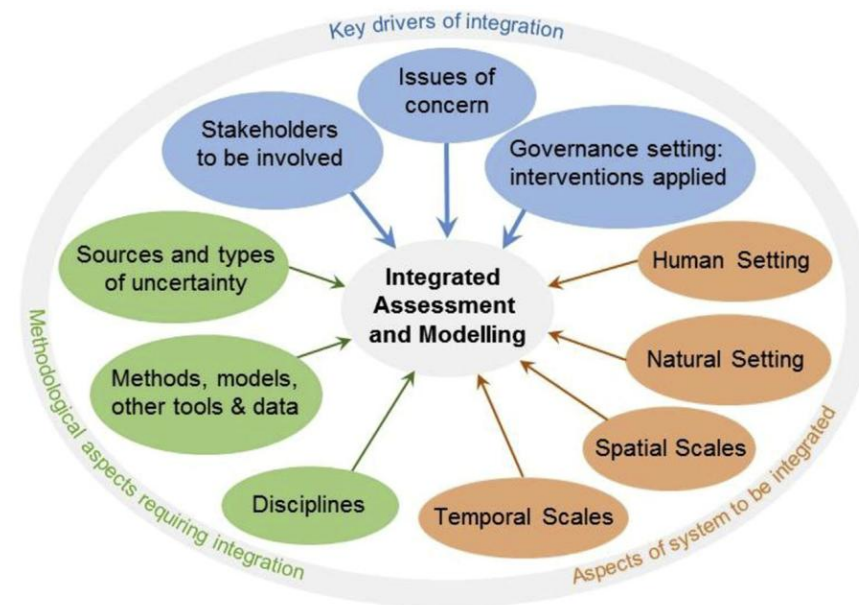 Key drivers of integration
Issues of
concern
Stakeholders
to be involved
Governance setting:
interventions applied
Sources and types
of uncertainty
Integrated
Assessment
and Modelling
Human Setting
Natural Setting
Methods, models,
other tools & data
Spatial Scales
Disciplines
Temporal Scales
Methodological aspects requiring integration
Aspects of system to be integrated